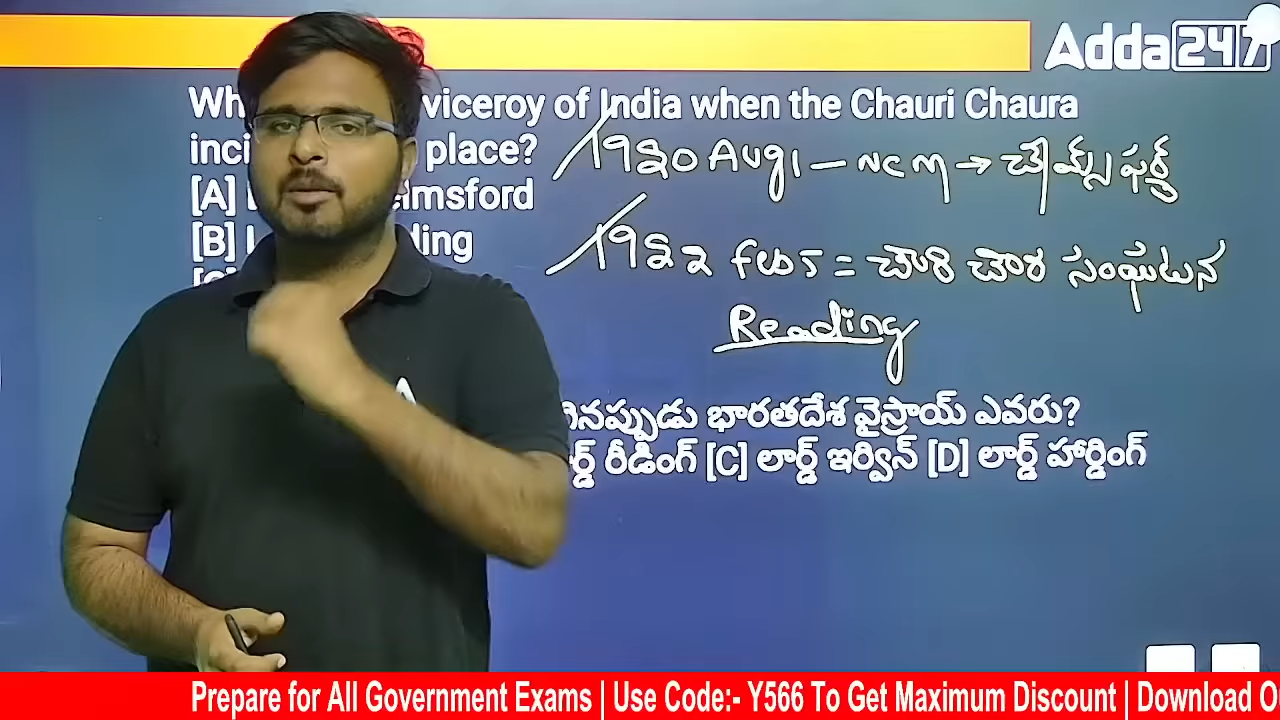 Adda247
Wh viceroy of India when the Chauri Chaura
inci place?
[A] elmsford
[B] L ding
1920 Aug 1 – NCM → చెమ్స్ఫర్డ్
1922 Feb 5 = చౌరి చౌరా సంఘటన
Reading
గినప్పుడు భారతదేశ వైస్రాయ్ ఎవరు?
ర్డ్ రీడింగ్ [C] లార్డ్ ఇర్విన్ [D] లార్డ్ హార్డింగ్
Prepare for All Government Exams | Use Code:- Y566 To Get Maximum Discount | Download O